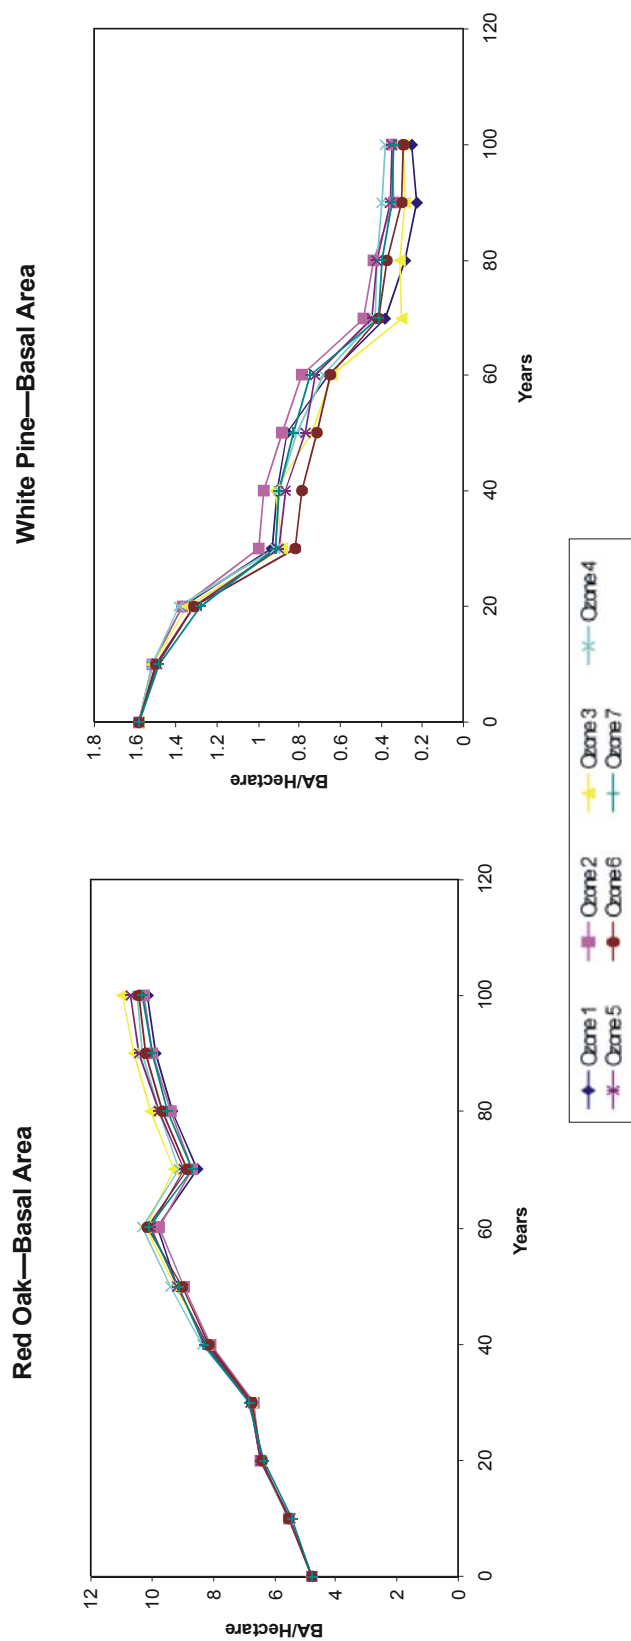 Red Oak—Basal Area
BA/Hectare
12
10
8
6
4
2
0
0 20 40 60 80 100 120
Years
White Pine—Basal Area
BA/Hectare
1.8
1.6
1.4
1.2
1
0.8
0.6
0.4
0.2
0
0 20 40 60 80 100 120
Years
Ozone 1 Ozone 2 Ozone 3 Ozone 4
Ozone 5 Ozone 6 Ozone 7